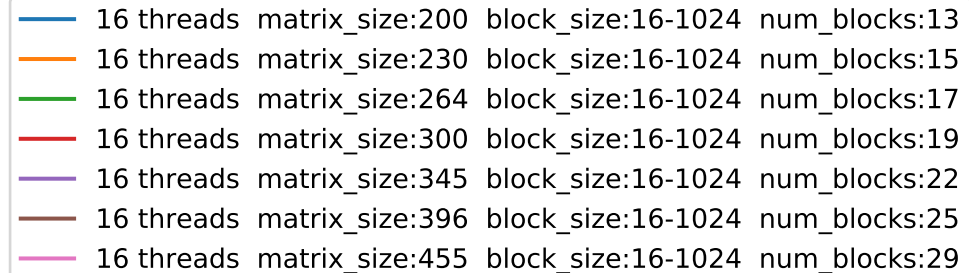 16 threads  matrix_size:200  block_size:16-1024  num_blocks:13
16 threads  matrix_size:230  block_size:16-1024  num_blocks:15
16 threads  matrix_size:264  block_size:16-1024  num_blocks:17
16 threads  matrix_size:300  block_size:16-1024  num_blocks:19
16 threads  matrix_size:345  block_size:16-1024  num_blocks:22
16 threads  matrix_size:396  block_size:16-1024  num_blocks:25
16 threads  matrix_size:455  block_size:16-1024  num_blocks:29